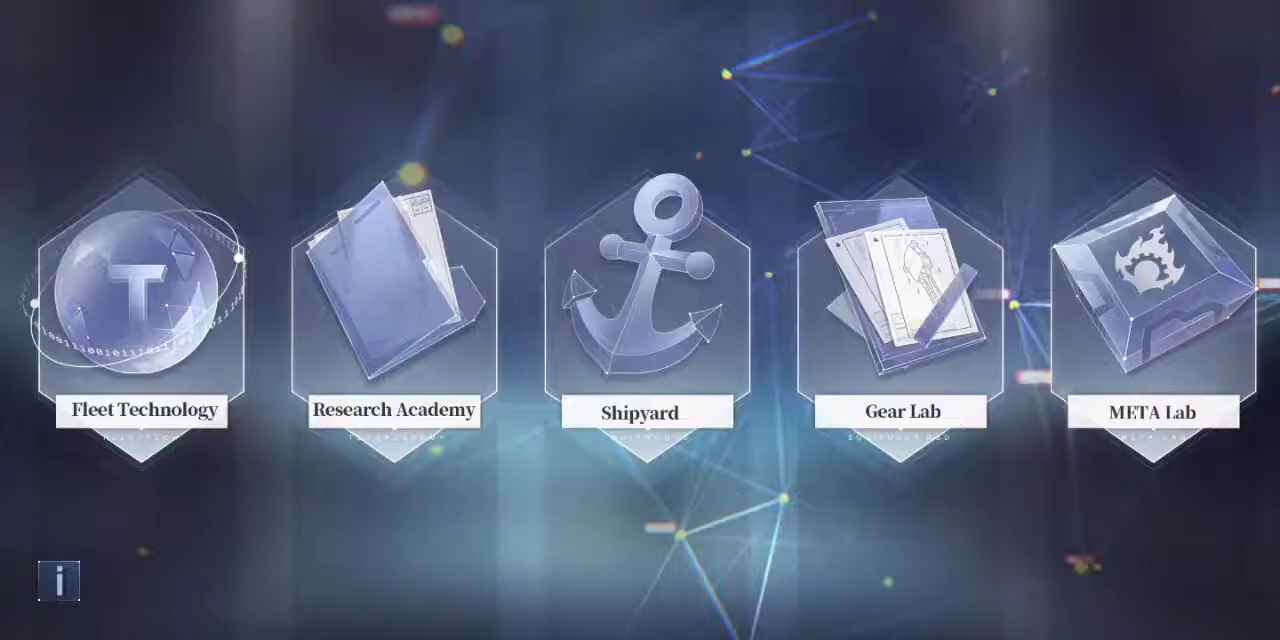 T
Fleet Technology
Research Academy
Shipyard
Gear Lab
META Lab
i